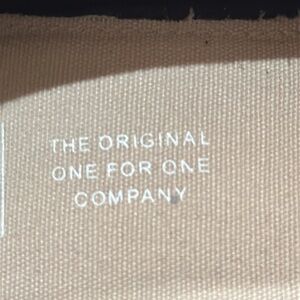 THE ORIGINAL
ONE FOR ONE
COMPANY